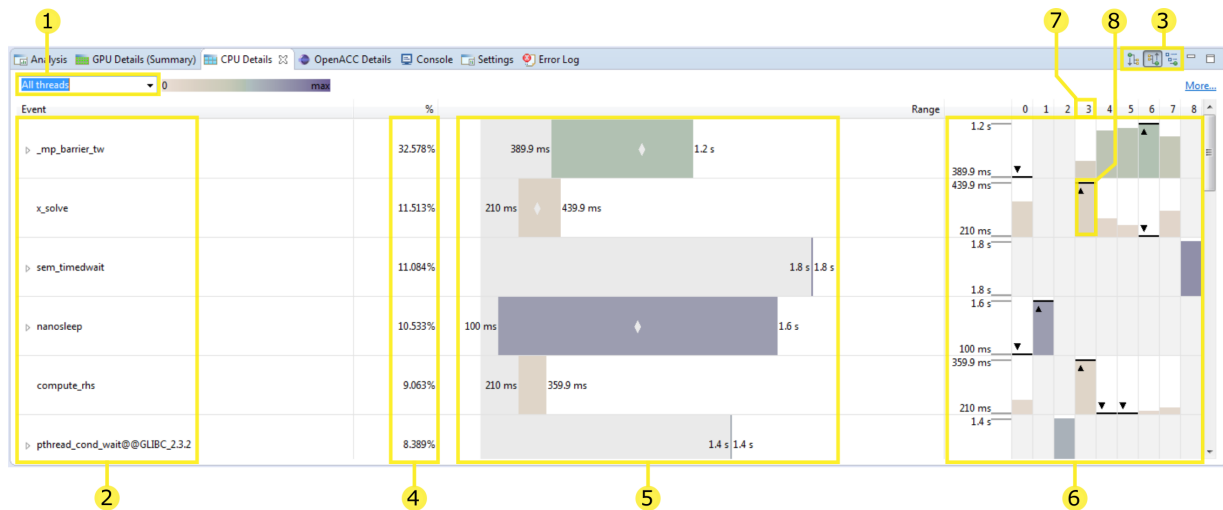 1 7 8 3
Analysis GPU Details (Summary) CPU Details OpenACC Details Console Settings Error Log
All threads 0 max More...
Event % Range 0 1 2 3 4 5 6 7 8
1.2 s
_mp_barrier_tw 32.578% 389.9 ms 1.2 s
389.9 ms
439.9 ms
x_solve 11.513% 210 ms 439.9 ms
210 ms
1.8 s
sem_timedwait 11.084% 1.8 s 1.8 s
1.8 s
1.6 s
nanosleep 10.533% 100 ms 1.6 s
100 ms
359.9 ms
compute_rhs 9.063% 210 ms 359.9 ms
210 ms
1.4 s
pthread_cond_wait@@GLIBC_2.3.2 8.389% 1.4 s 1.4 s
2 4 5 6